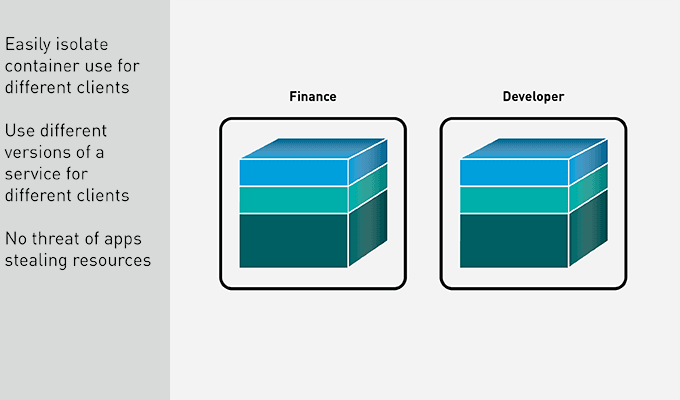 Easily isolate
container use for
different clients
Use different
versions of a
service for
different clients
No threat of apps
stealing resources
Finance
Developer